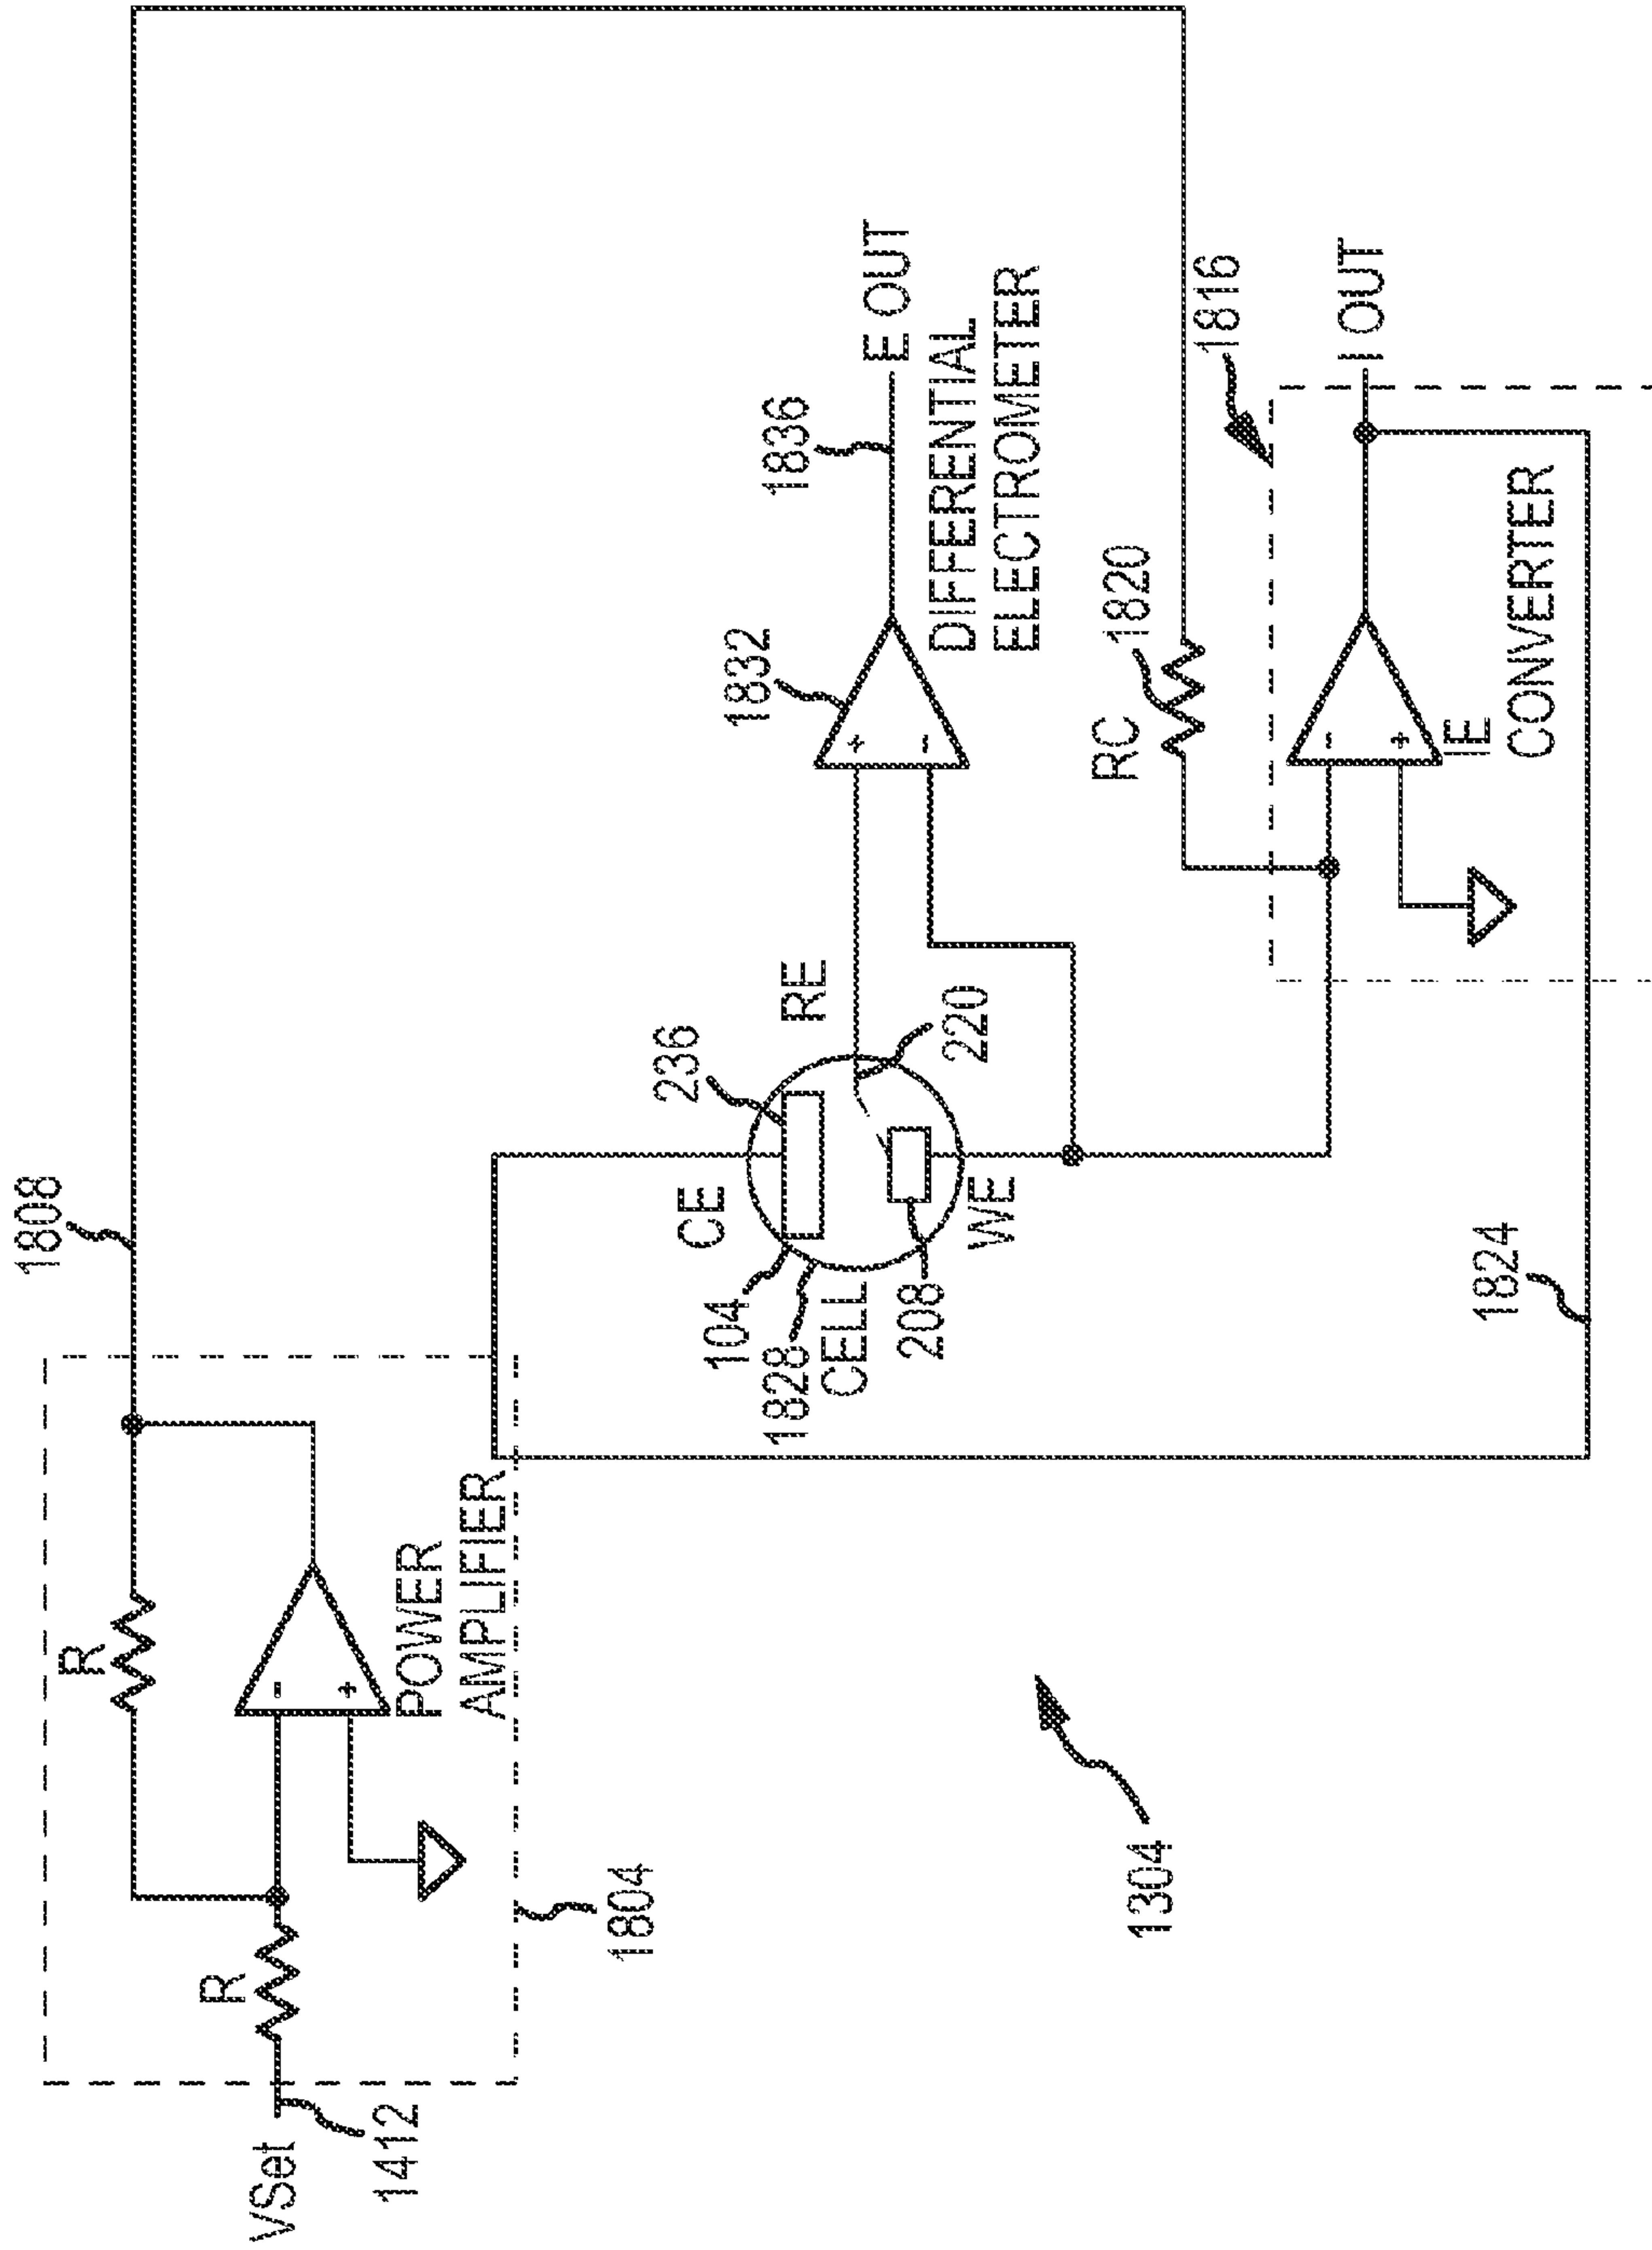 1808
R
POWER
AMPLIFIER
R
VSet
1412
1804
CE
236
RE
104
1828
CELL
208
WE
220
1832
1836
E OUT
DIFFERENTIAL
ELECTROMETER
RC
1820
1816
I OUT
IE
CONVERTER
1824
1304
-
+
+
-
-
+